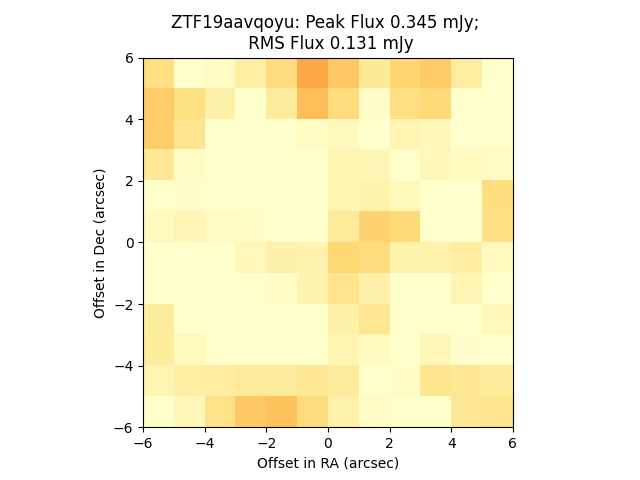 ZTF19aavqoyu: Peak Flux 0.345 mJy;
RMS Flux 0.131 mJy
6
4
2
0
−2
−4
−6
Offset in Dec (arcsec)
−6 −4 −2 0 2 4 6
Offset in RA (arcsec)